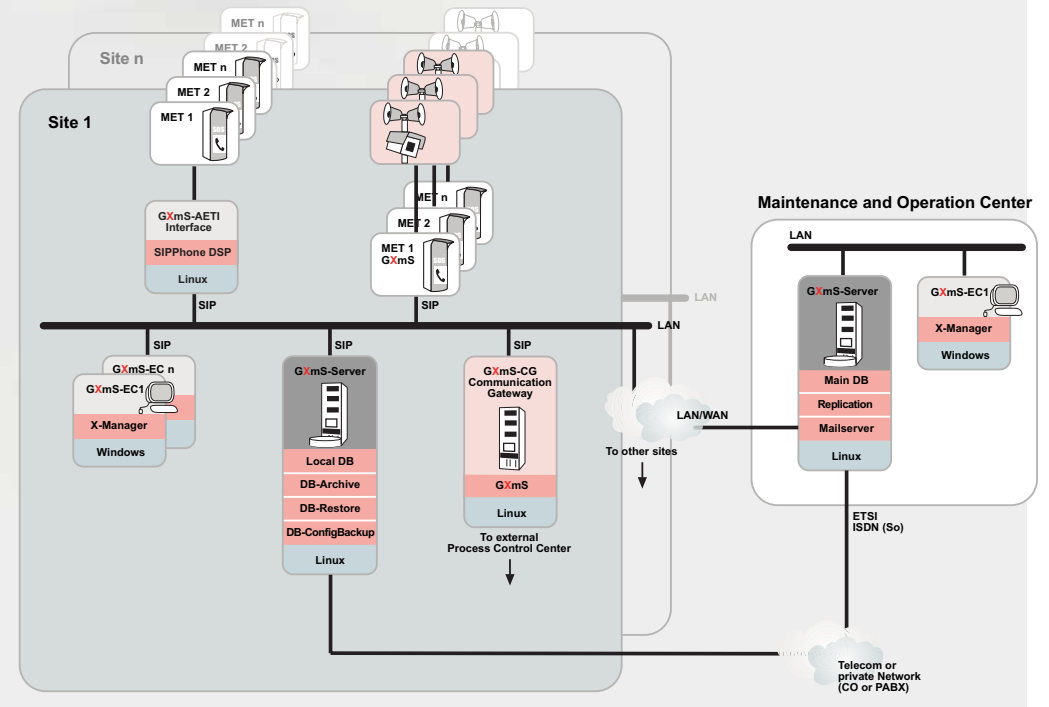 MET n
MET 2
Site n
MET n
MET 2
MET 1
SOS
Site 1
GXmS-AETI
Interface
SIPPhone DSP
Linux
SIP
MET n
MET 2
MET 1
GXmS
SOS
SIP
LAN
LAN
SIP
GXmS-EC n
GXmS-EC1
X-Manager
Windows
SIP
GXmS-Server
Local DB
DB-Archive
DB-Restore
DB-ConfigBackup
Linux
SIP
GXmS-CG
Communication
Gateway
GXmS
Linux
To external
Process Control Center
LAN/WAN
To other sites
Maintenance and Operation Center
LAN
GXmS-Server
Main DB
Replication
Mailserver
Linux
GXmS-EC1
X-Manager
Windows
ETSI
ISDN (So)
Telecom or
private Network
(CO or PABX)